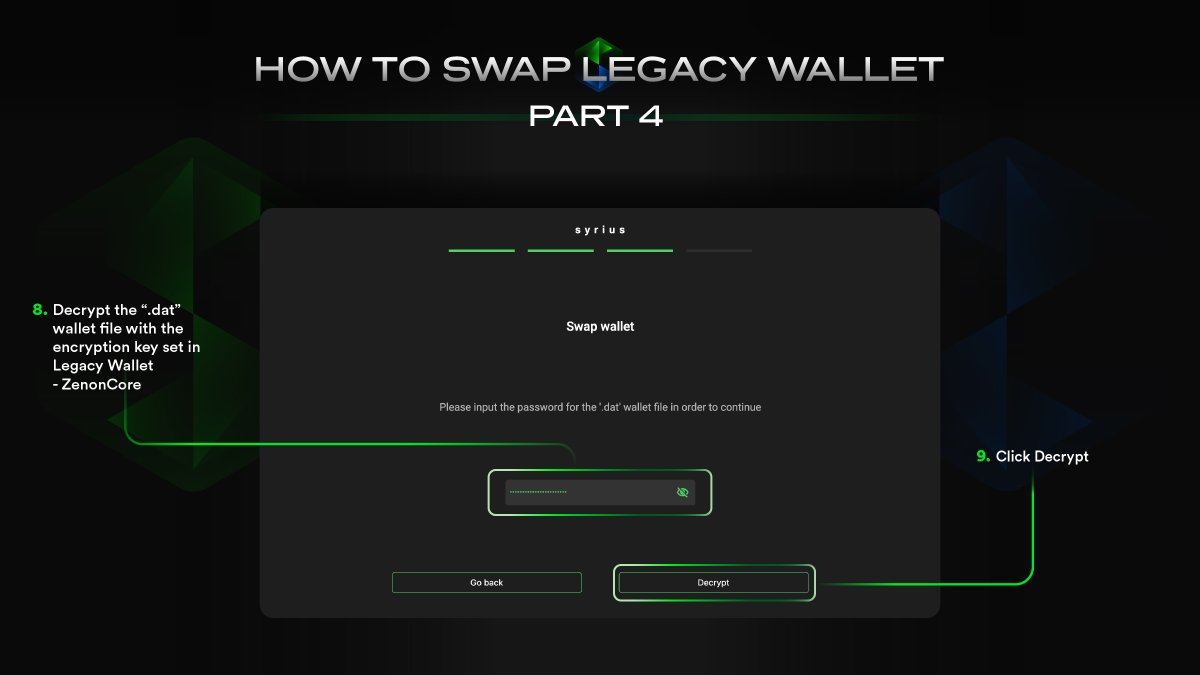 HOW TO SWAP LEGACY WALLET
PART 4
syrius
8. Decrypt the “.dat”
wallet file with the
encryption key set in
Legacy Wallet
- ZenonCore
Swap wallet
Please input the password for the '.dat' wallet file in order to continue
9. Click Decrypt
Go back
Decrypt